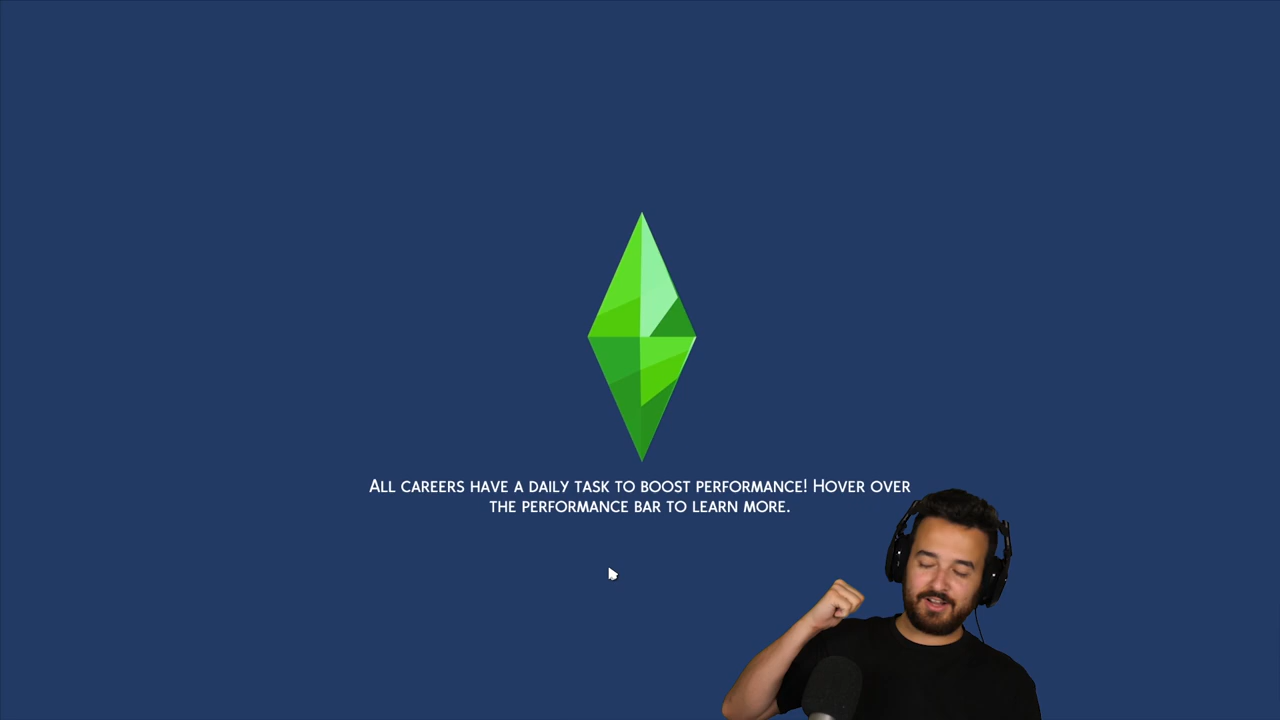 All careers have a daily task to boost performance! Hover over
the performance bar to learn more.